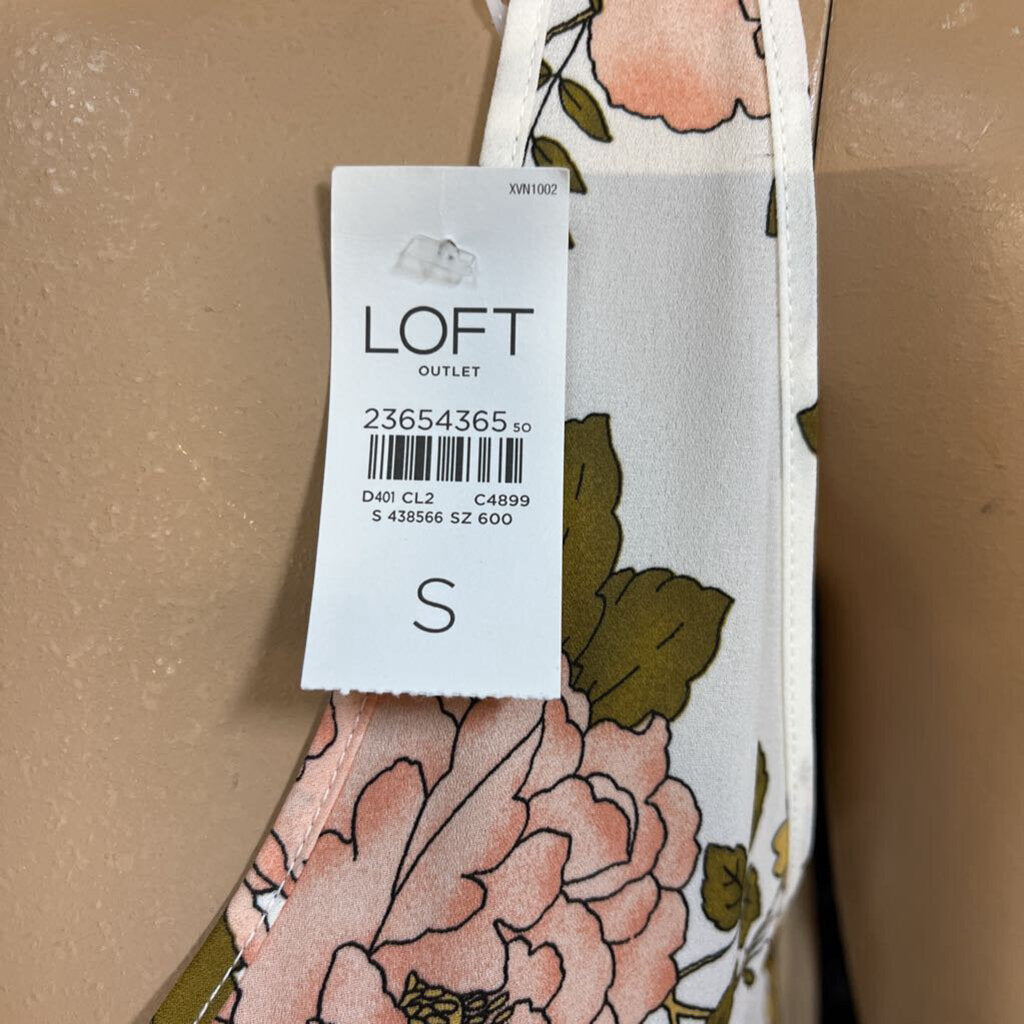 XVN1002
LOFT
OUTLET
23654365 50
D401 CL2 C4899
S 438566 SZ 600
S